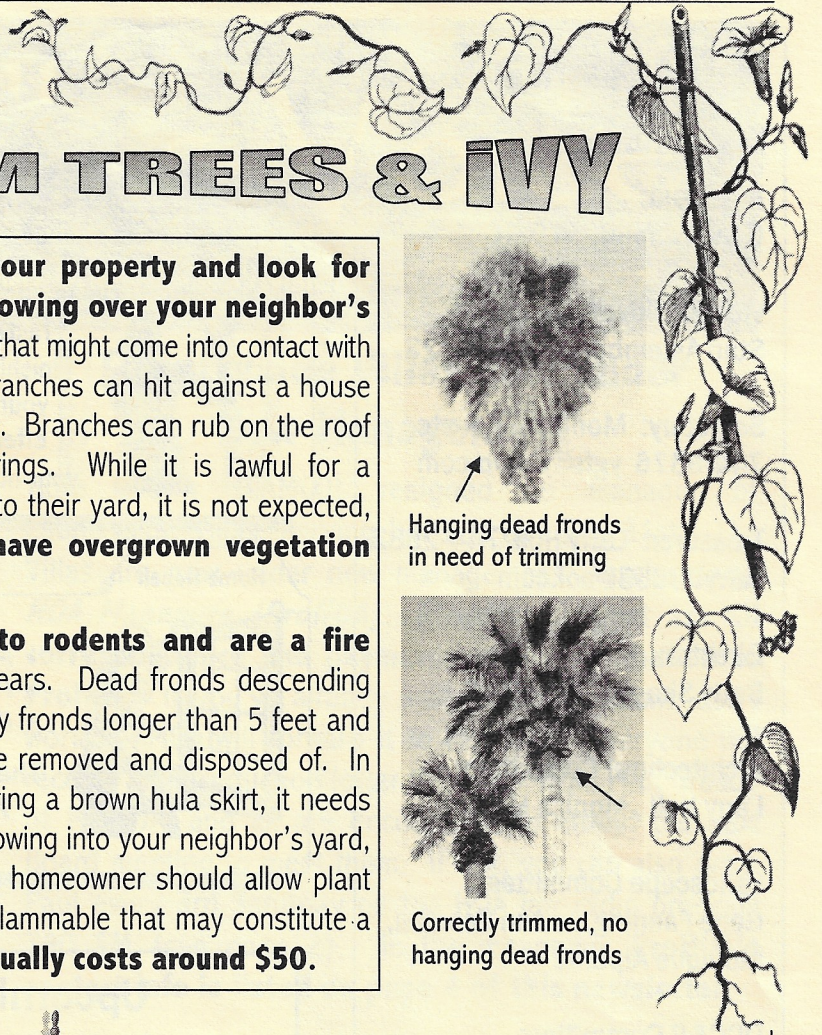 M TREES & iVY
our property and look for
owing over your neighbor's
that might come into contact with
ranches can hit against a house
. Branches can rub on the roof
ings. While it is lawful for a
to their yard, it is not expected,
have overgrown vegetation
to rodents and are a fire
ears. Dead fronds descending
y fronds longer than 5 feet and
e removed and disposed of. In
ring a brown hula skirt, it needs
owing into your neighbor's yard,
homeowner should allow plant
lammable that may constitute a
ually costs around $50.
Hanging dead fronds
in need of trimming
Correctly trimmed, no
hanging dead fronds